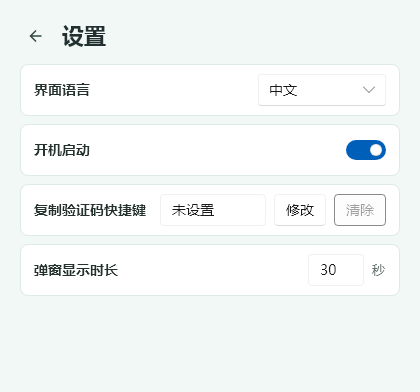 设置
界面语言 中文
开机启动
复制验证码快捷键 未设置 修改 清除
弹窗显示时长 30 秒